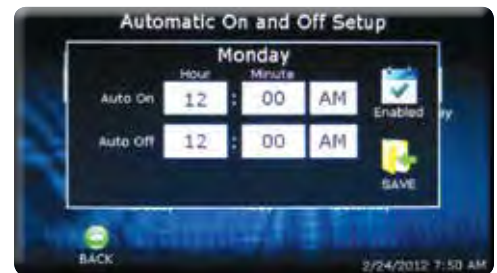 Automatic On and Off Setup
Monday
Hour Minute
Auto On 12 : 00 AM
Enabled
Auto Off 12 : 00 AM
SAVE
BACK
2/24/2012 7:50 AM